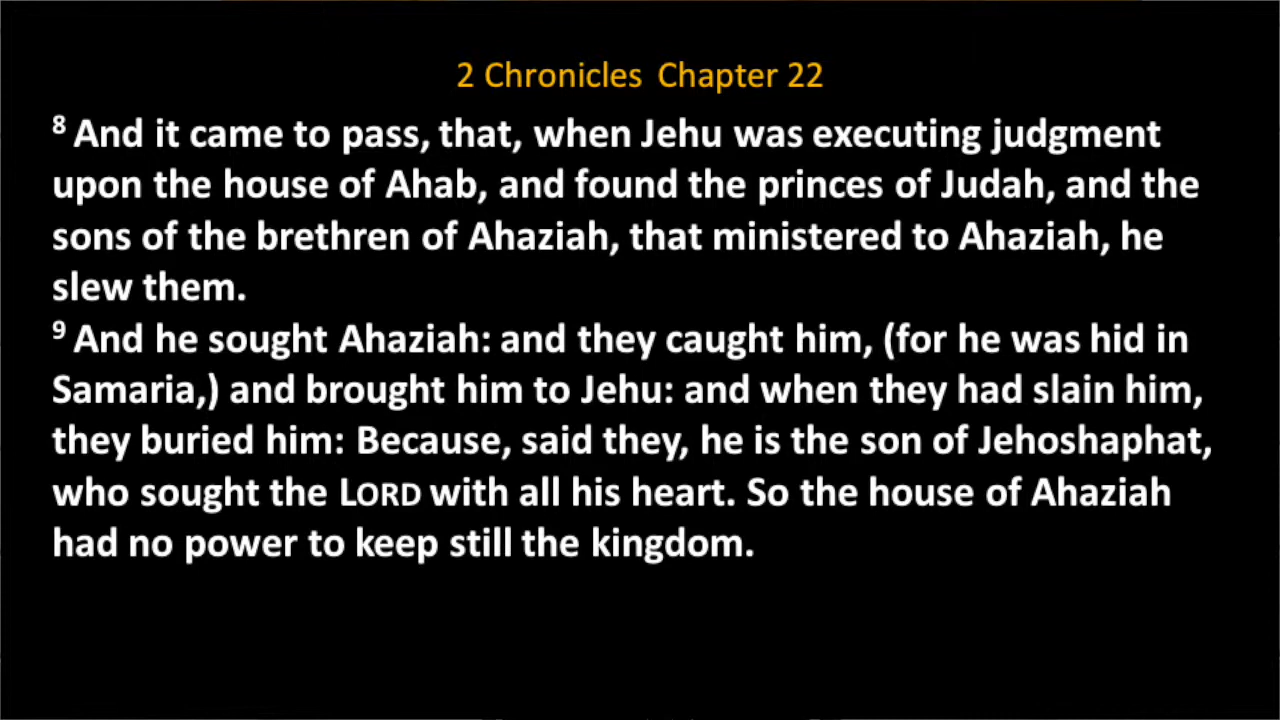 2 Chronicles  Chapter 22
8 And it came to pass, that, when Jehu was executing judgment
upon the house of Ahab, and found the princes of Judah, and the
sons of the brethren of Ahaziah, that ministered to Ahaziah, he
slew them.
9 And he sought Ahaziah: and they caught him, (for he was hid in
Samaria,) and brought him to Jehu: and when they had slain him,
they buried him: Because, said they, he is the son of Jehoshaphat,
who sought the LORD with all his heart. So the house of Ahaziah
had no power to keep still the kingdom.